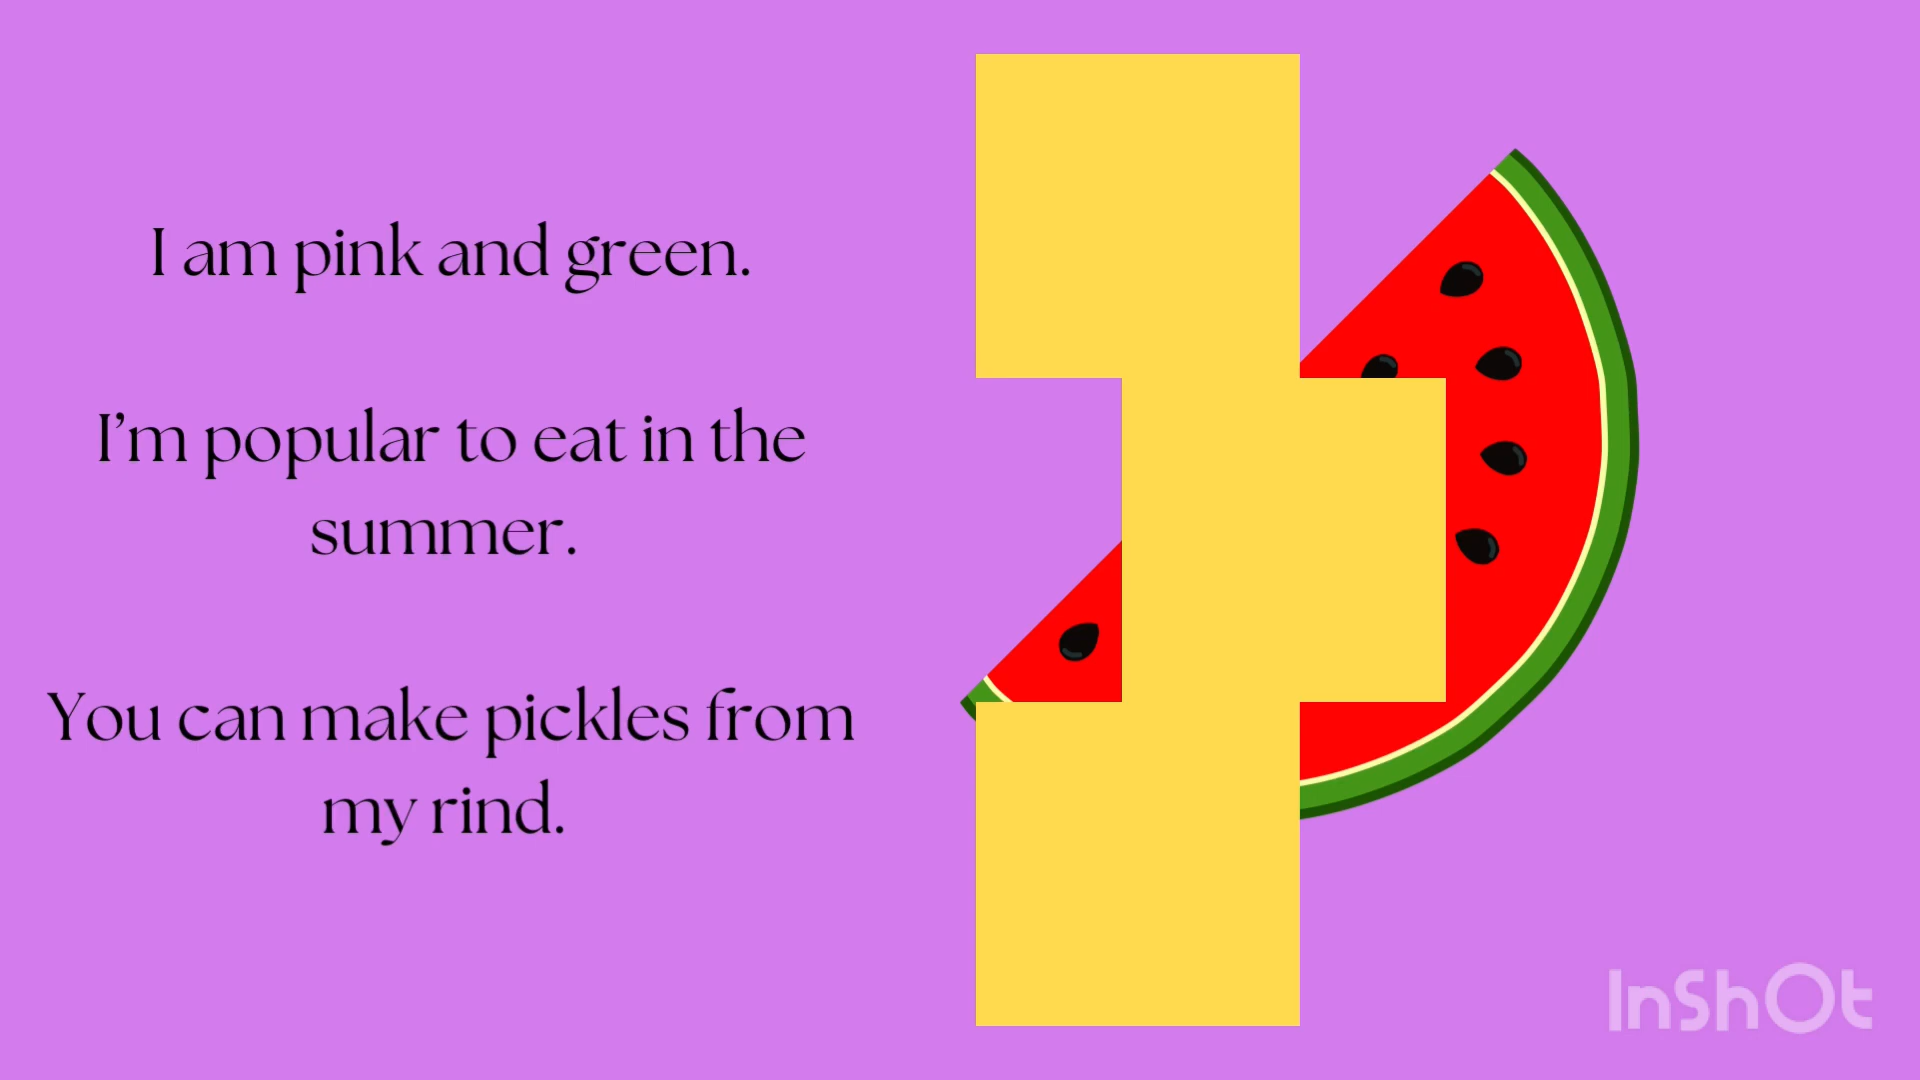 I am pink and green.
I’m popular to eat in the
summer.
You can make pickles from
my rind.
InShOt